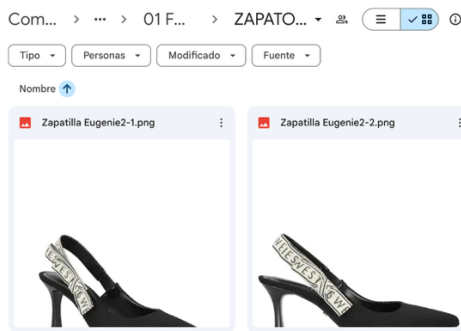 Com... > ... > 01 F... > ZAPATO...
Tipo Personas Modificado Fuente
Nombre
Zapatilla Eugenie2-1.png
Zapatilla Eugenie2-2.png